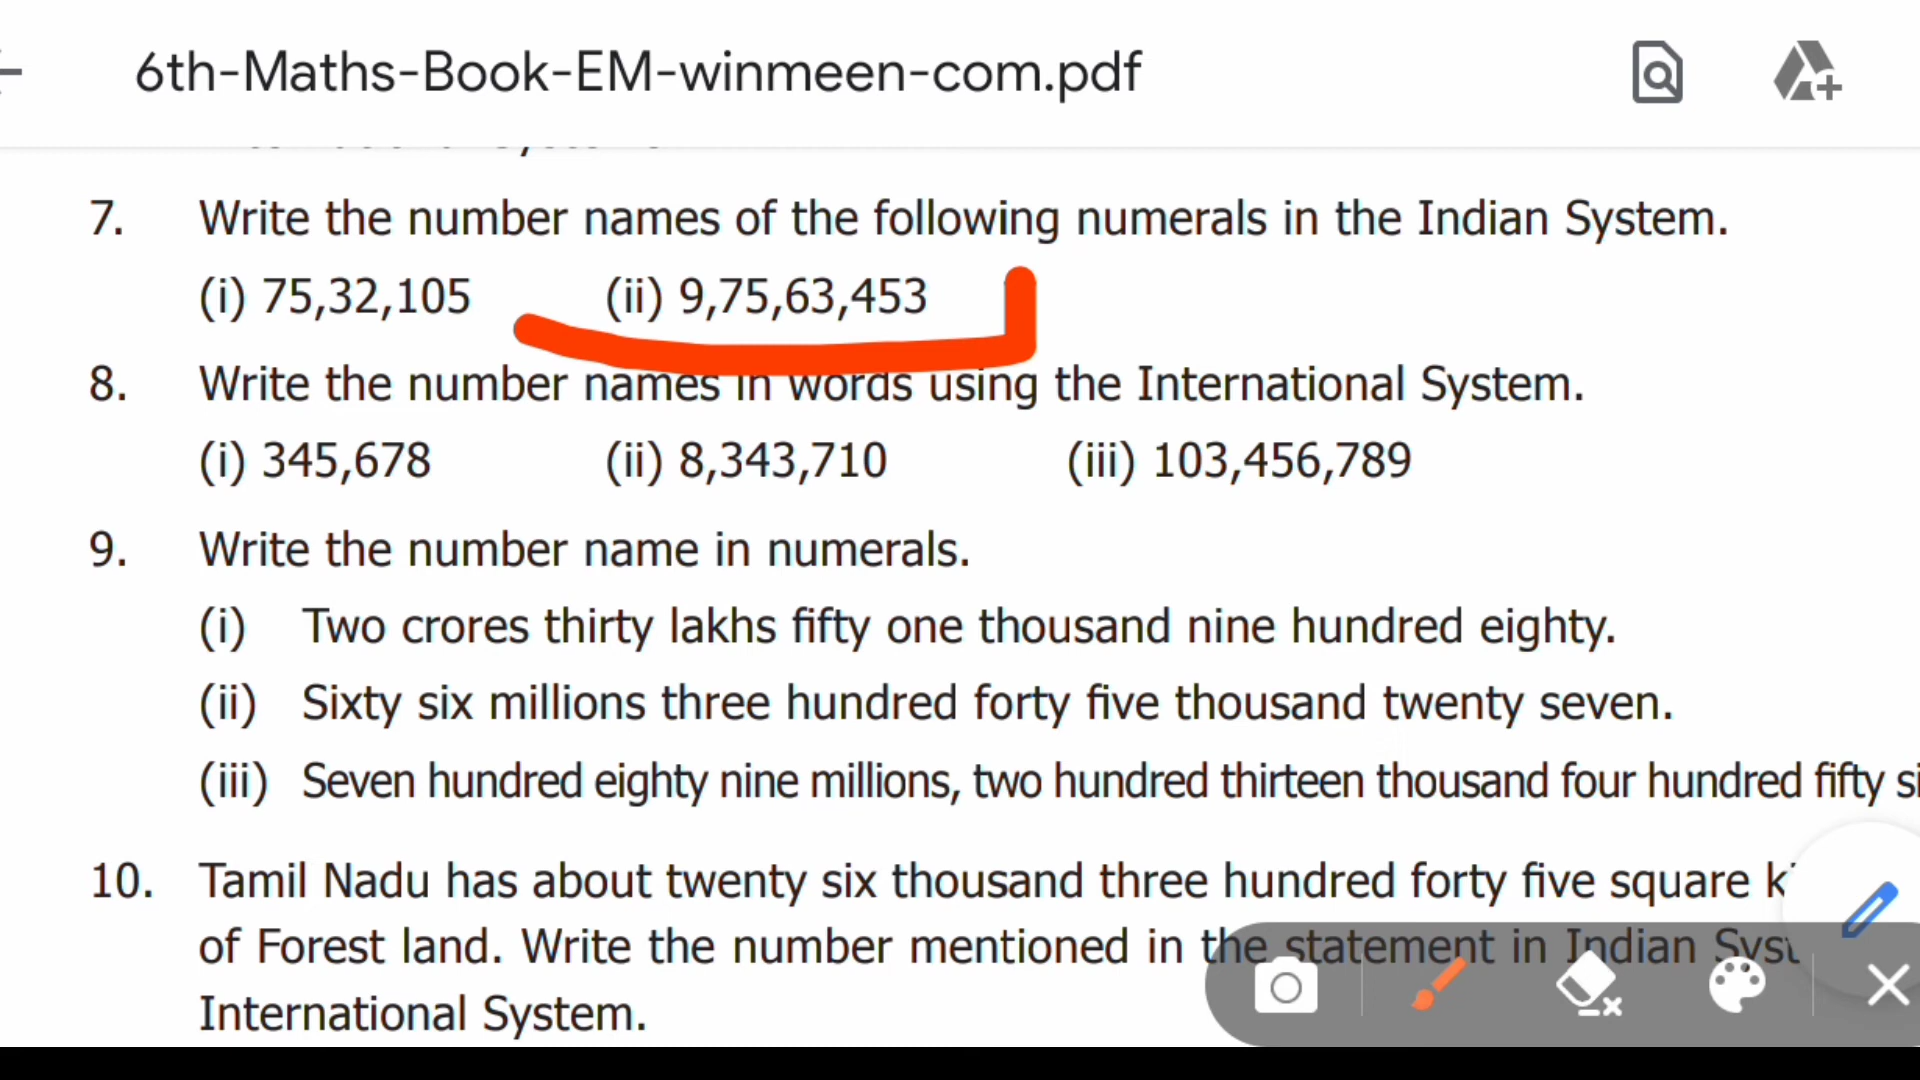 6th-Maths-Book-EM-winmeen-com.pdf
7. Write the number names of the following numerals in the Indian System.
(i) 75,32,105 (ii) 9,75,63,453
8. Write the number names in words using the International System.
(i) 345,678 (ii) 8,343,710 (iii) 103,456,789
9. Write the number name in numerals.
(i) Two crores thirty lakhs fifty one thousand nine hundred eighty.
(ii) Sixty six millions three hundred forty five thousand twenty seven.
(iii) Seven hundred eighty nine millions, two hundred thirteen thousand four hundred fifty
10. Tamil Nadu has about twenty six thousand three hundred forty five square
of Forest land. Write the number mentioned in the statement in Indian
International System.